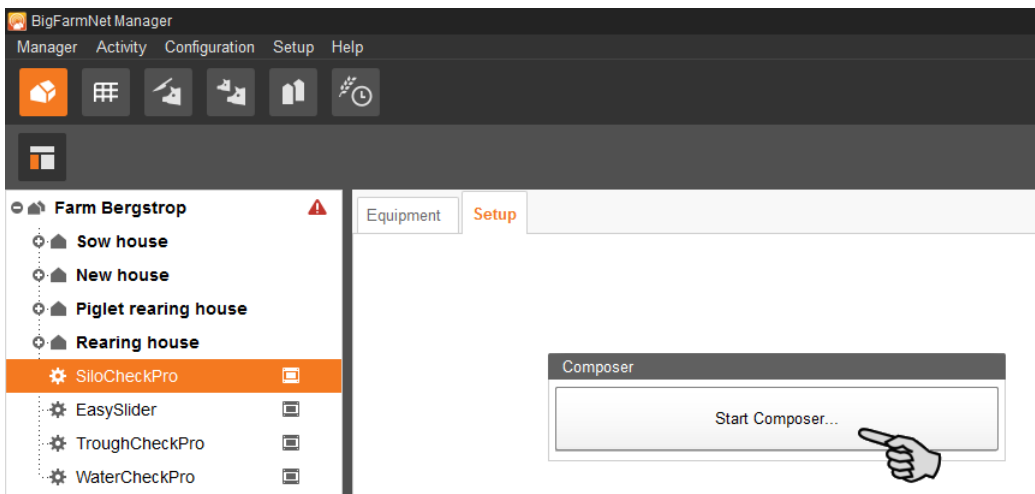 BigFarmNet Manager
Manager Activity Configuration Setup Help
Farm Bergstrop
Sow house
New house
Piglet rearing house
Rearing house
SiloCheckPro
EasySlider
TroughCheckPro
WaterCheckPro
Equipment Setup
Composer
Start Composer...